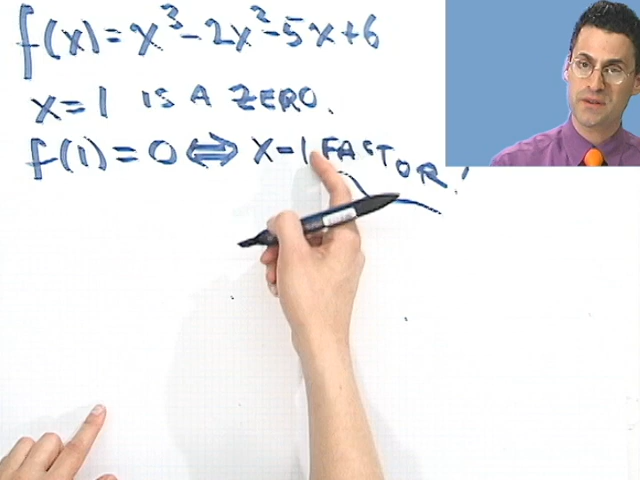 f(x)=x³-2x²-5x+6
x=1 IS A ZERO.
f(1)=0⇔x-1 FACTOR!